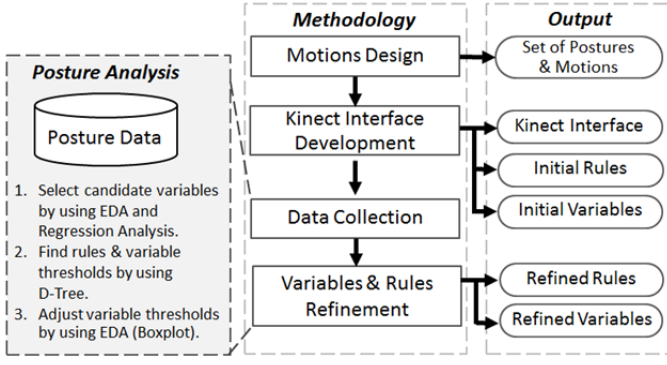 Posture Analysis
Posture Data
1. Select candidate variables
by using EDA and
Regression Analysis.
2. Find rules & variable
thresholds by using
D-Tree.
3. Adjust variable thresholds
by using EDA (Boxplot).
Methodology
Motions Design
Kinect Interface
Development
Data Collection
Variables & Rules
Refinement
Output
Set of Postures
& Motions
Kinect Interface
Initial Rules
Initial Variables
Refined Rules
Refined Variables